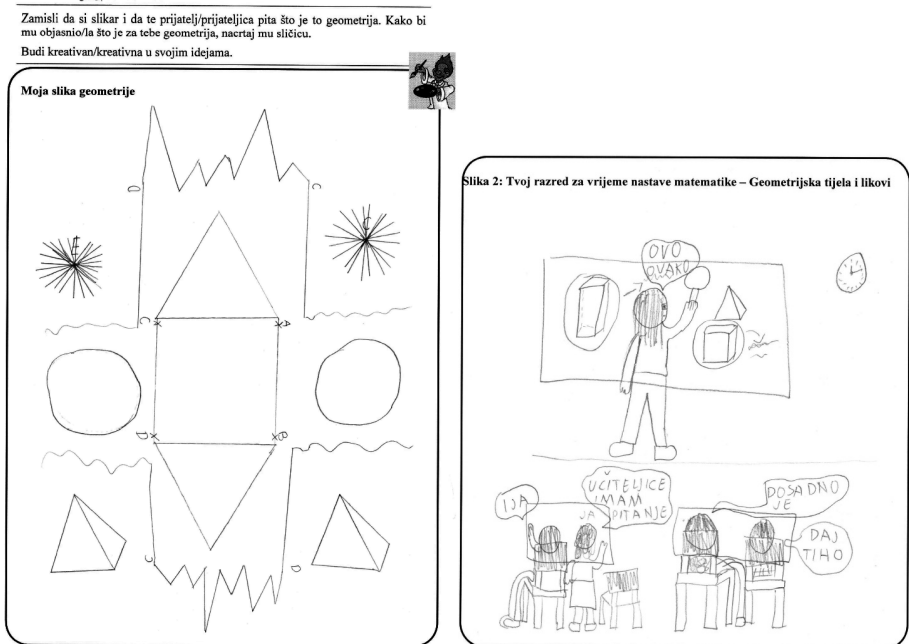 Zamisli da si slikar i da te prijatelj/prijateljica pita što je to geometrija. Kako bi
mu objasnio/la što je za tebe geometrija, nacrtaj mu sličicu.
Budi kreativan/kreativna u svojim idejama.
Moja slika geometrije
D
C
E
E
C
A
D
B
C
D
Slika 2: Tvoj razred za vrijeme nastave matematike – Geometrijska tijela i likovi
OVO
OVAKO
I JA
UČITELJICE
IMAM
JA PITANJE
DOSADNO
JE
DAJ
TIHO